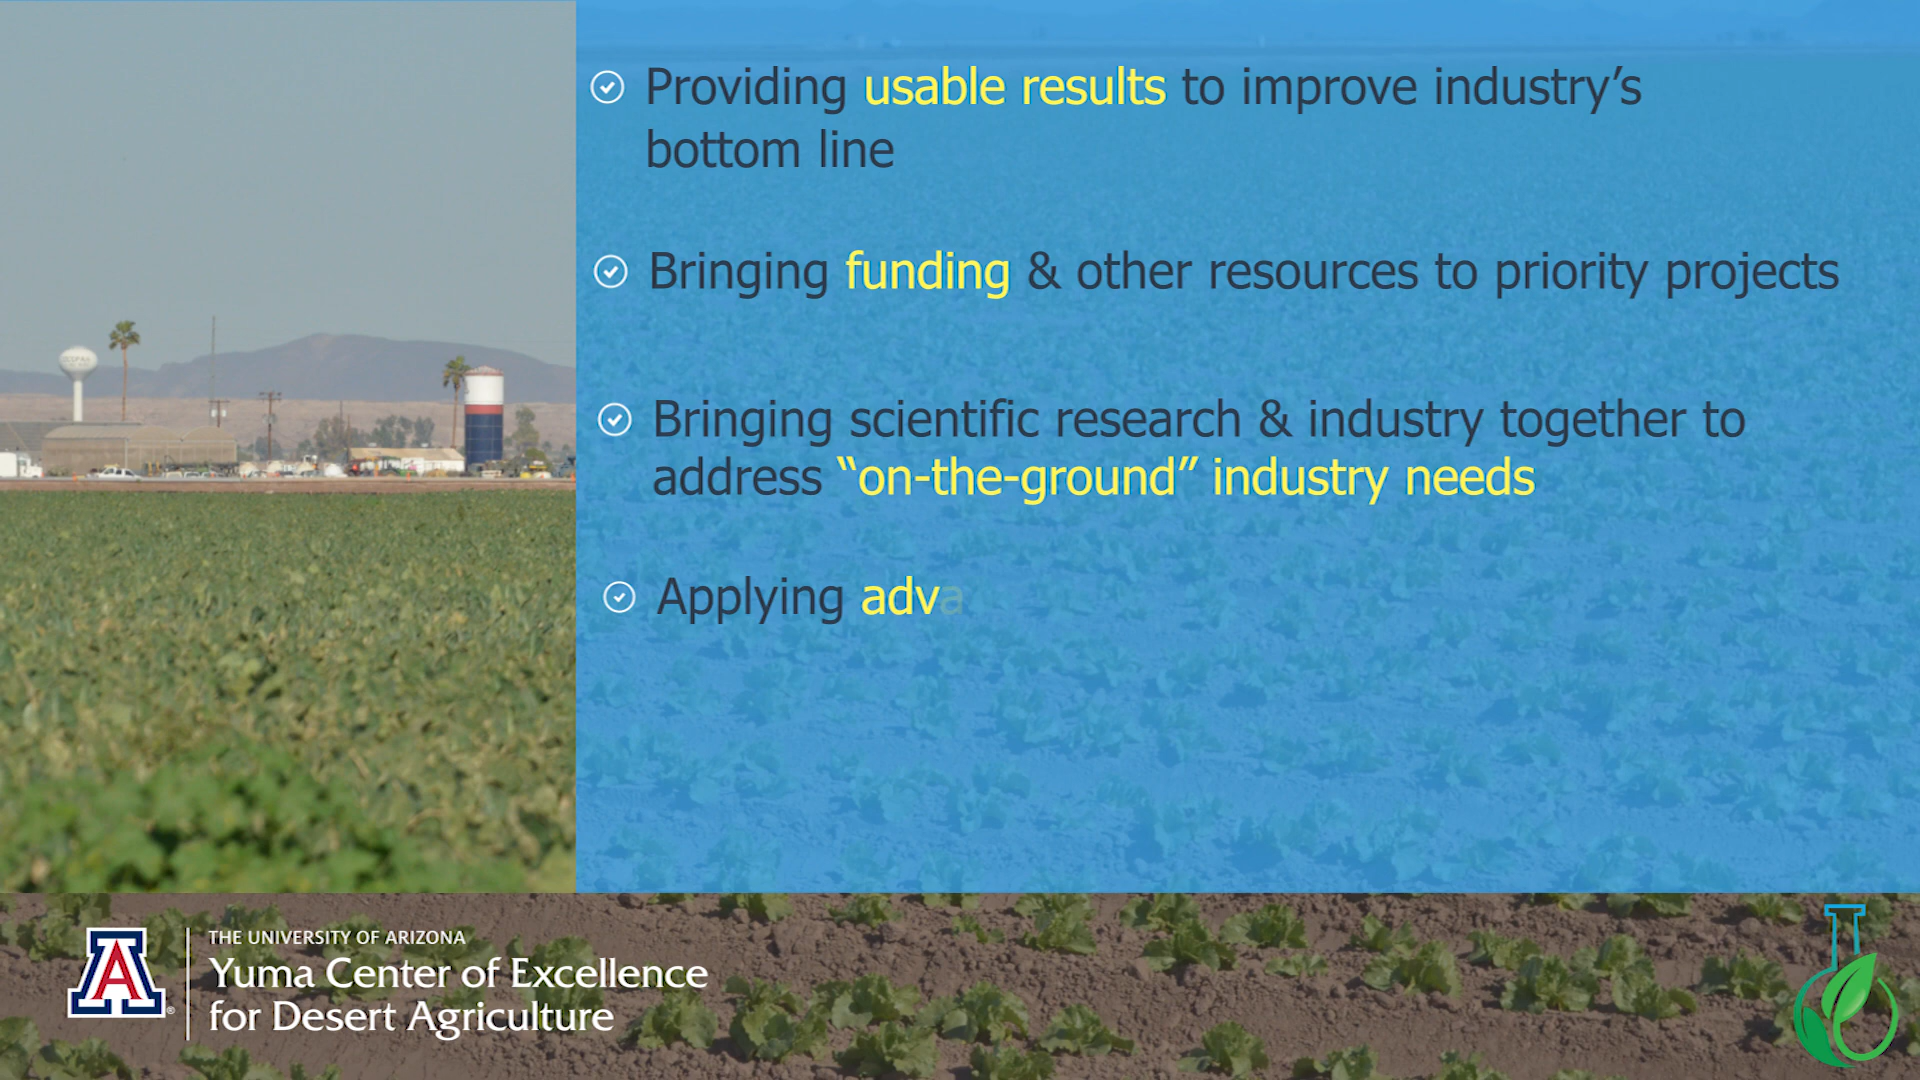 Providing usable results to improve industry’s
bottom line
Bringing funding & other resources to priority projects
Bringing scientific research & industry together to
address “on-the-ground” industry needs
Applying adva
A
THE UNIVERSITY OF ARIZONA
Yuma Center of Excellence
for Desert Agriculture